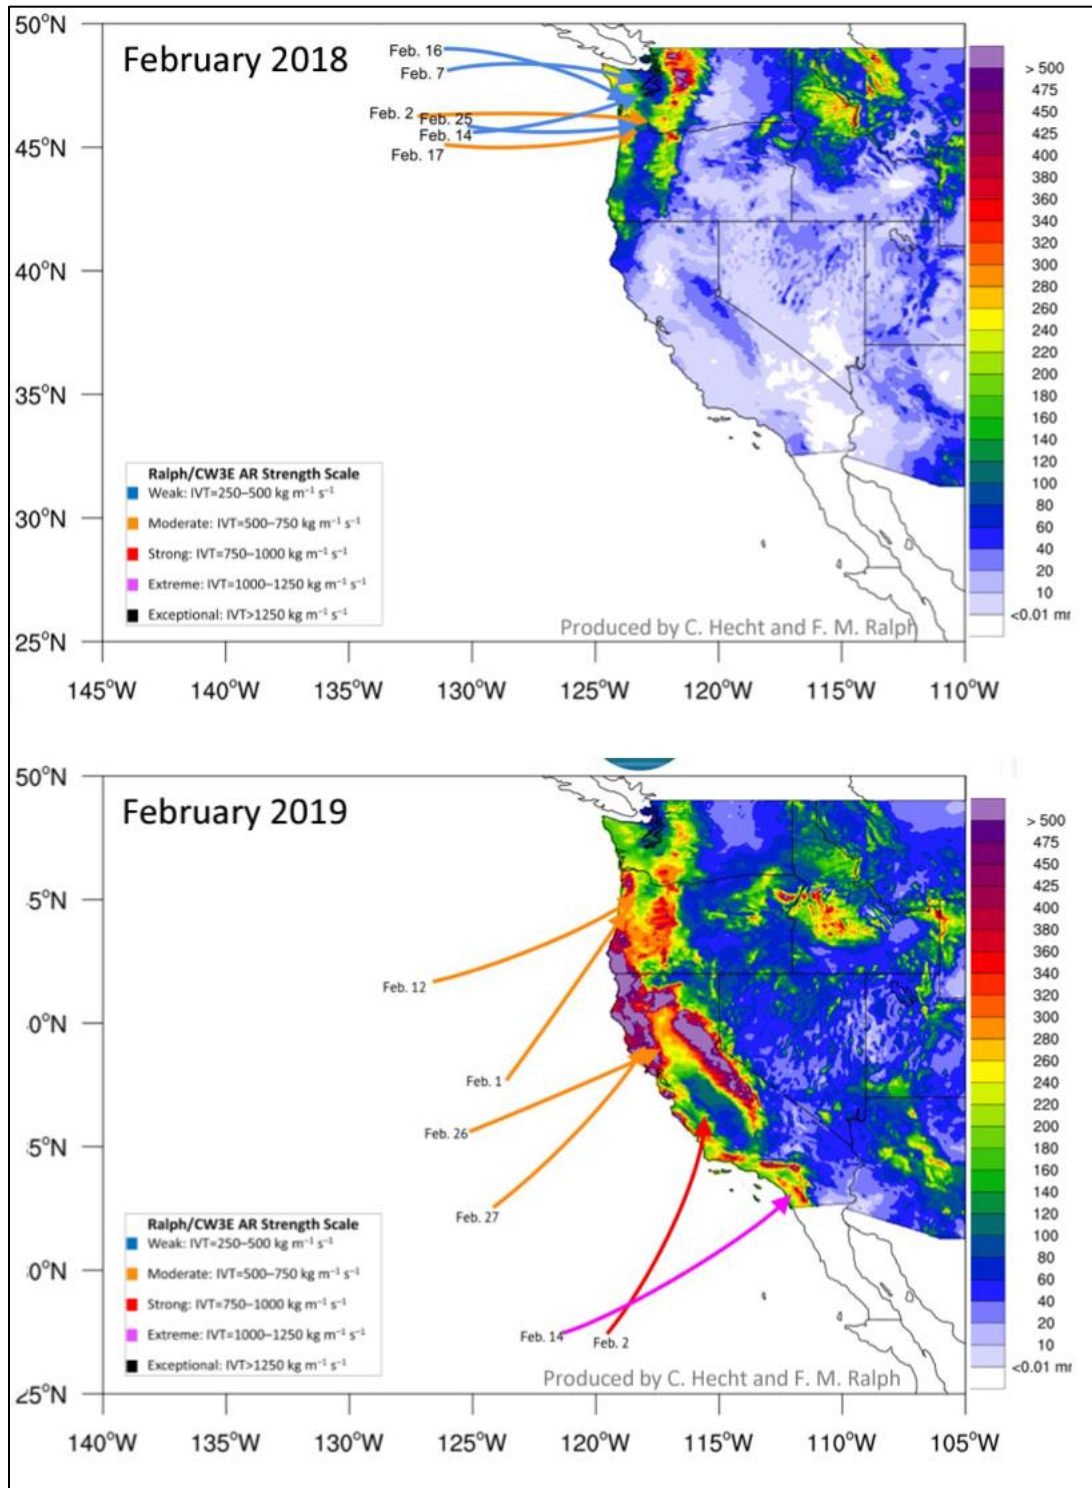 50°N
February 2018
Feb. 16
Feb. 7
Feb. 2
Feb. 25
Feb. 14
Feb. 17
45°N
40°N
35°N
30°N
25°N
> 500
475
450
425
400
380
360
340
320
300
280
260
240
220
200
180
160
140
120
100
80
60
40
20
10
<0.01 mr
Ralph/CW3E AR Strength Scale
Weak: IVT=250–500 kg m⁻¹ s⁻¹
Moderate: IVT=500–750 kg m⁻¹ s⁻¹
Strong: IVT=750–1000 kg m⁻¹ s⁻¹
Extreme: IVT=1000–1250 kg m⁻¹ s⁻¹
Exceptional: IVT>1250 kg m⁻¹ s⁻¹
Produced by C. Hecht and F. M. Ralph
145°W 140°W 135°W 130°W 125°W 120°W 115°W 110°W
50°N
February 2019
5°N
Feb. 12
0°N
Feb. 1
Feb. 26
5°N
Feb. 27
0°N
Feb. 14
Feb. 2
25°N
> 500
475
450
425
400
380
360
340
320
300
280
260
240
220
200
180
160
140
120
100
80
60
40
20
10
<0.01 mr
Ralph/CW3E AR Strength Scale
Weak: IVT=250–500 kg m⁻¹ s⁻¹
Moderate: IVT=500–750 kg m⁻¹ s⁻¹
Strong: IVT=750–1000 kg m⁻¹ s⁻¹
Extreme: IVT=1000–1250 kg m⁻¹ s⁻¹
Exceptional: IVT>1250 kg m⁻¹ s⁻¹
Produced by C. Hecht and F. M. Ralph
140°W 135°W 130°W 125°W 120°W 115°W 110°W 105°W